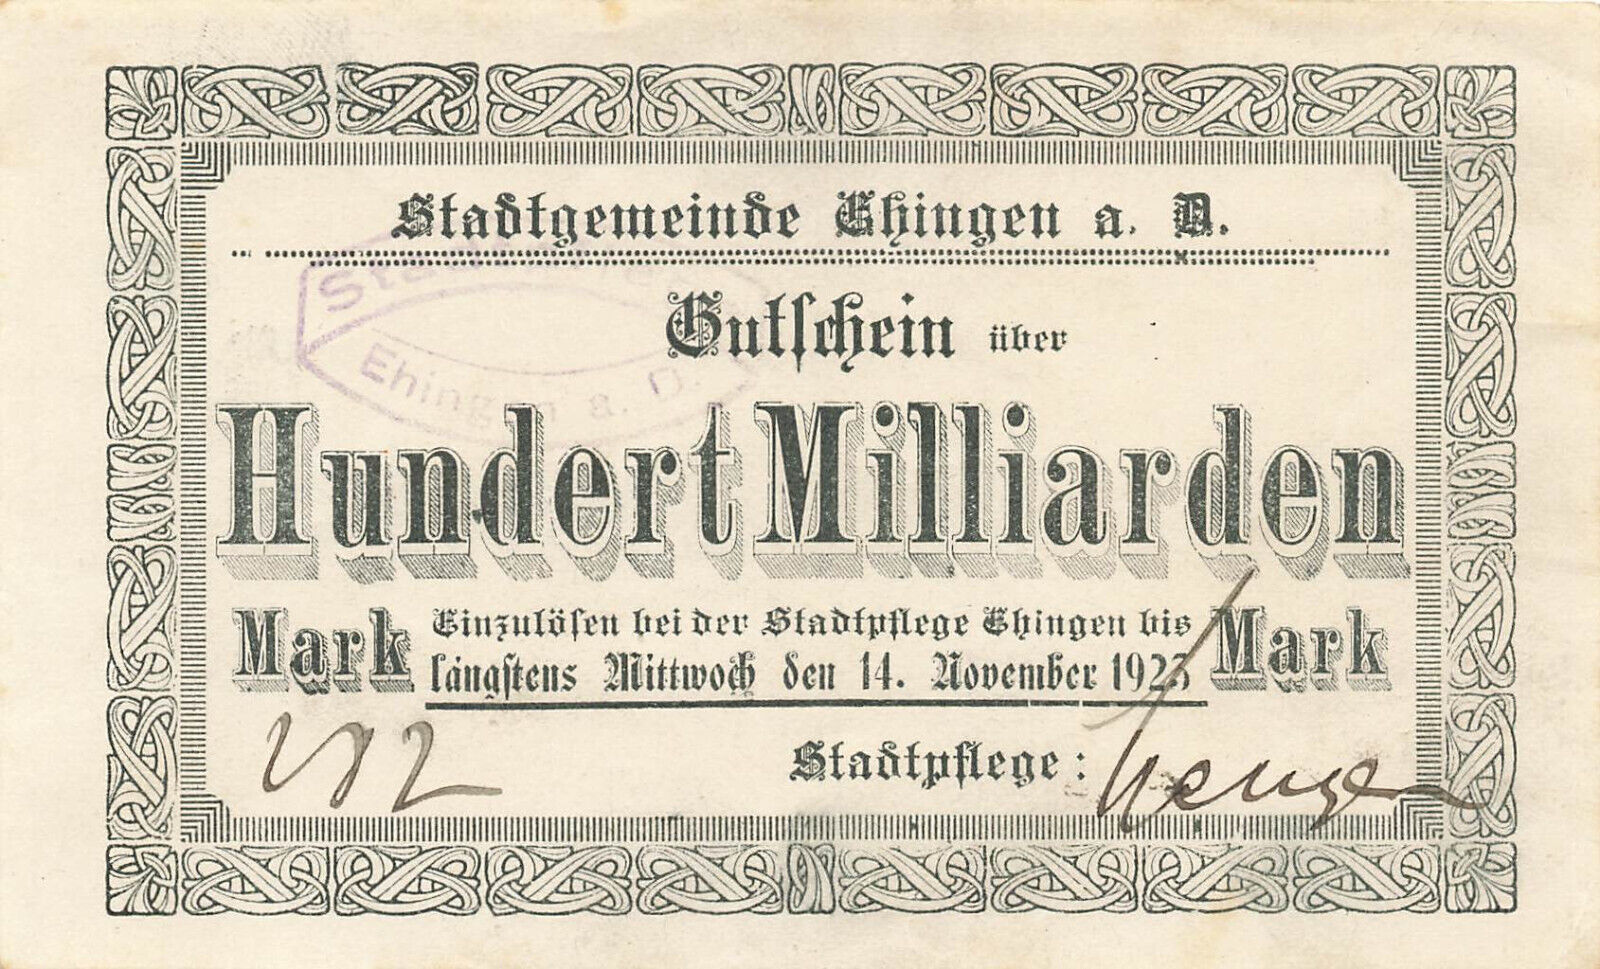 Stadtgemeinde Ehingen a. D.
Gutschein über
Hundert Milliarden
Mark
Einzulösen bei der Stadtpflege Ehingen bis
längstens Mittwoch den 14. November 1923
Mark
Stadtpflege:
Ehingen a. D.